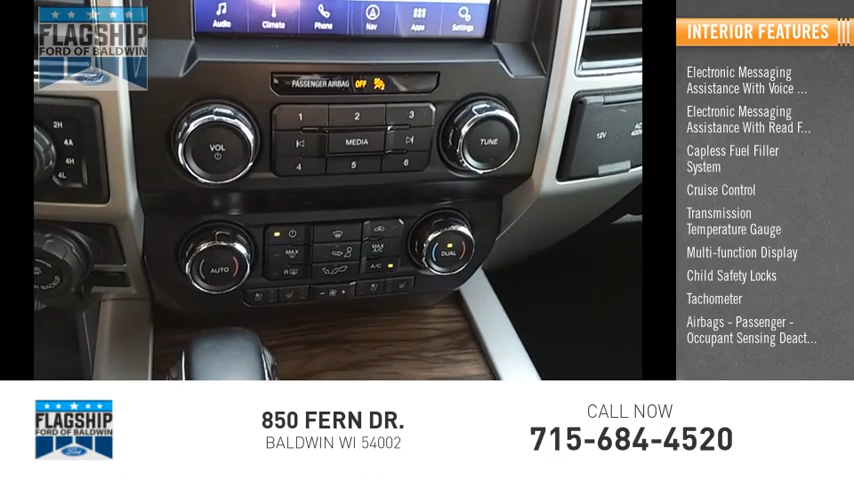 FLAGSHIP
FORD OF BALDWIN
Ford
Audio
Climate
Phone
Nav
Apps
Settings
PASSENGER AIRBAG OFF
1 2 3
VOL
MEDIA
TUNE
4 5 6
2H
4A
4H
4L
12V
AC
400W
AUTO
MAX
R
MAX
A/C
A/C
DUAL
INTERIOR FEATURES
Electronic Messaging
Assistance With Voice ...
Electronic Messaging
Assistance With Read F...
Capless Fuel Filler
System
Cruise Control
Transmission
Temperature Gauge
Multi-function Display
Child Safety Locks
Tachometer
Airbags - Passenger -
Occupant Sensing Deact...
FLAGSHIP
FORD OF BALDWIN
Ford
850 FERN DR.
BALDWIN WI 54002
CALL NOW
715-684-4520